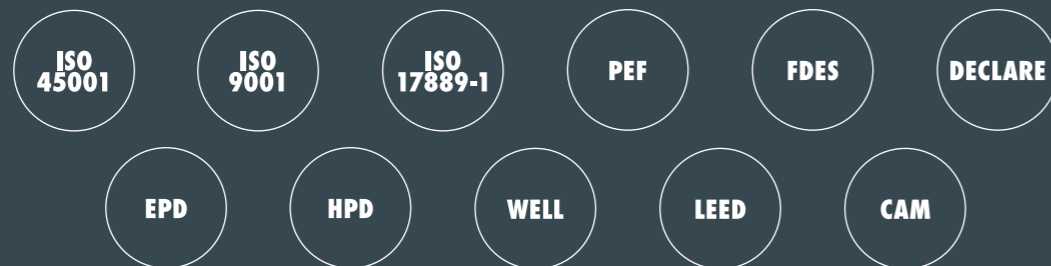 ISO
45001
ISO
9001
ISO
17889-1
PEF
FDES
DECLARE
EPD
HPD
WELL
LEED
CAM